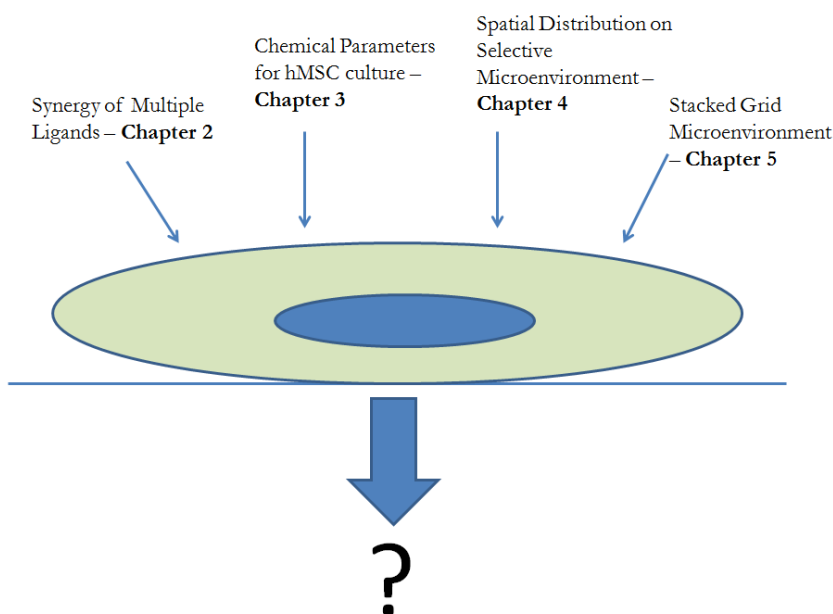 Synergy of Multiple
Ligands – Chapter 2
Chemical Parameters
for hMSC culture –
Chapter 3
Spatial Distribution on
Selective
Microenvironment –
Chapter 4
Stacked Grid
Microenvironment
– Chapter 5
?